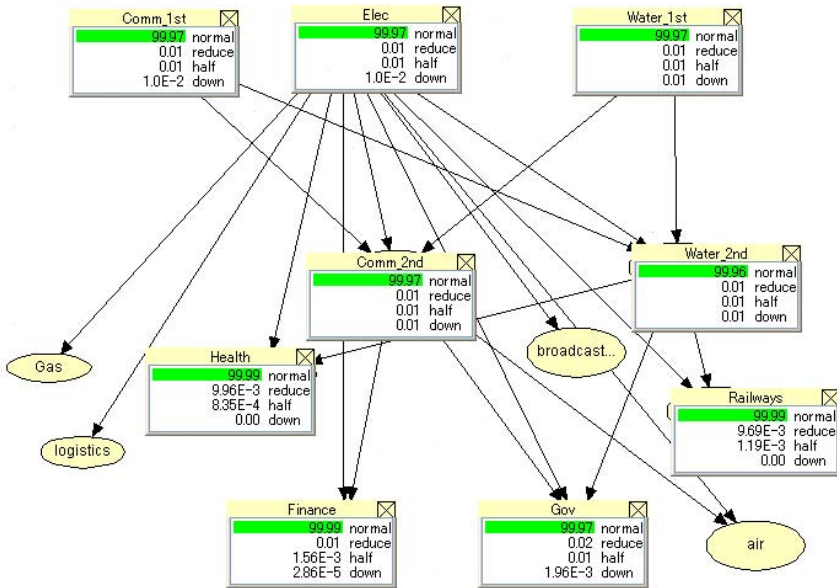 Comm_1st
99.97 normal
0.01 reduce
0.01 half
1.0E-2 down
Elec
99.97 normal
0.01 reduce
0.01 half
1.0E-2 down
Water_1st
99.97 normal
0.01 reduce
0.01 half
0.01 down
Comm_2nd
99.97 normal
0.01 reduce
0.01 half
0.01 down
Water_2nd
99.96 normal
0.01 reduce
0.01 half
0.01 down
Gas
Health
99.99 normal
9.96E-3 reduce
8.35E-4 half
0.00 down
broadcast...
Railways
99.99 normal
9.69E-3 reduce
1.19E-3 half
0.00 down
logistics
Finance
99.99 normal
0.01 reduce
1.56E-3 half
2.86E-5 down
Gov
99.97 normal
0.02 reduce
0.01 half
1.96E-3 down
air